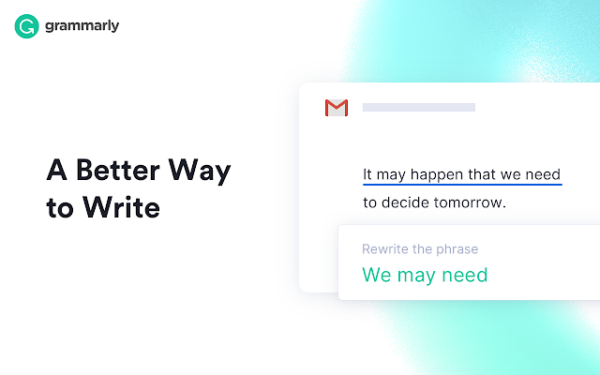 grammarly
A Better Way
to Write
It may happen that we need
to decide tomorrow.
Rewrite the phrase
We may need